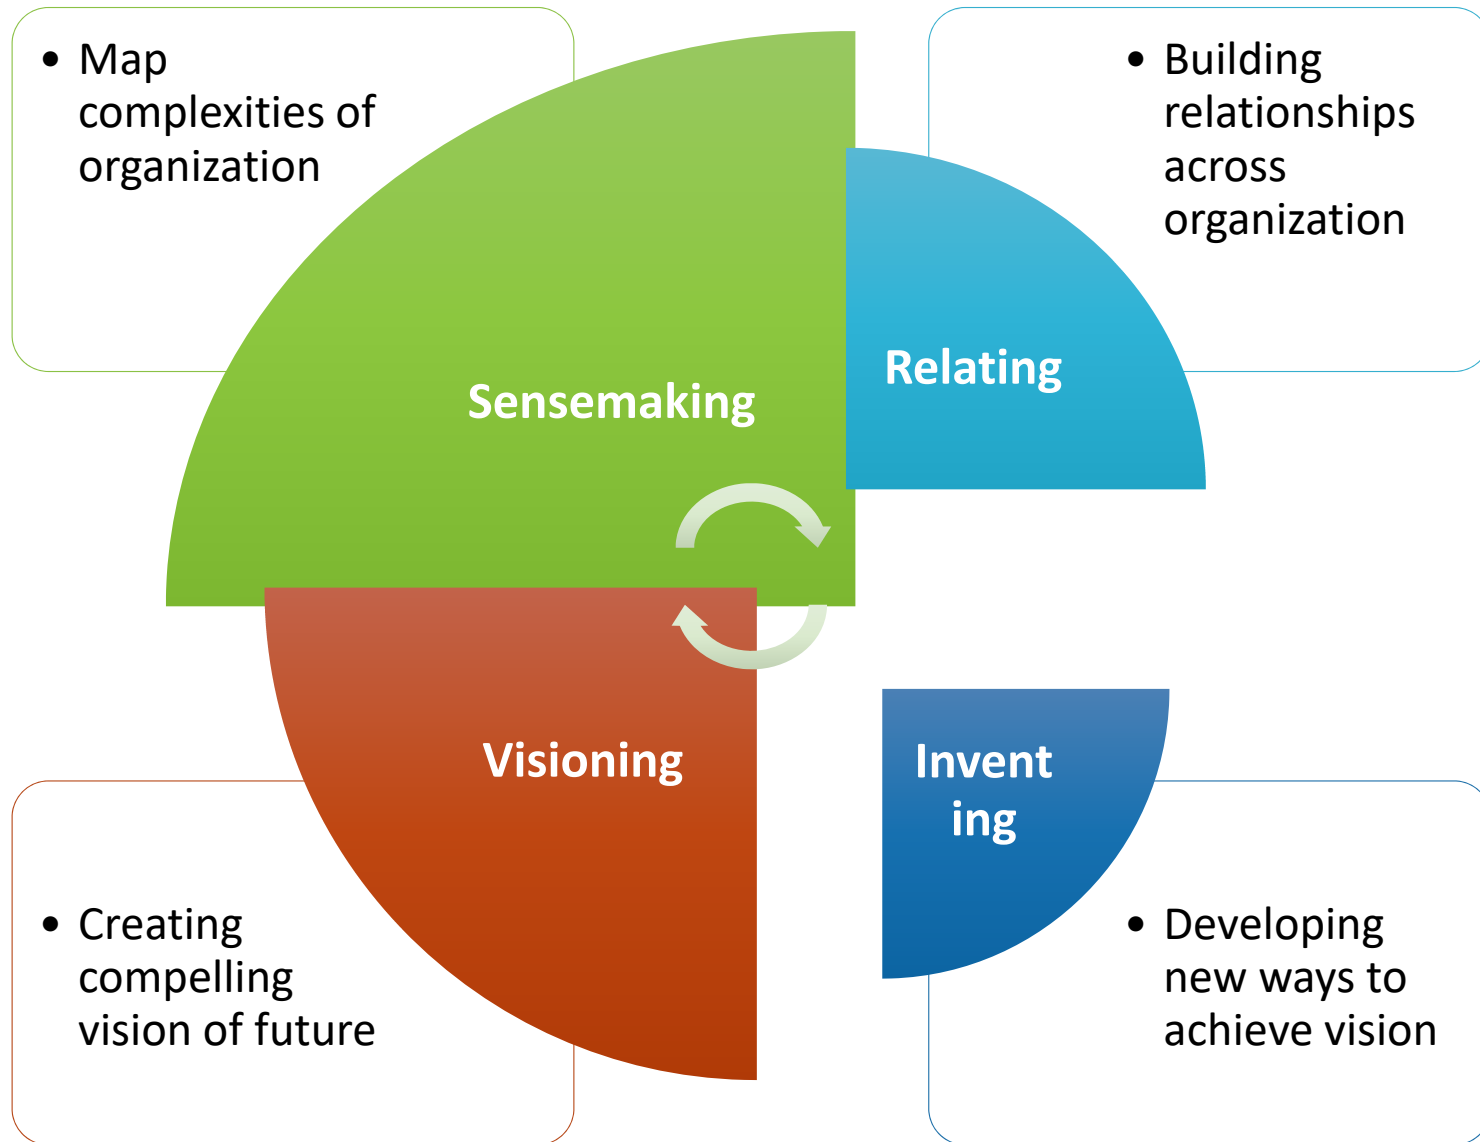 • Map
complexities of
organization
• Building
relationships
across
organization
Sensemaking
Relating
Visioning
Invent
ing
• Creating
compelling
vision of future
• Developing
new ways to
achieve vision